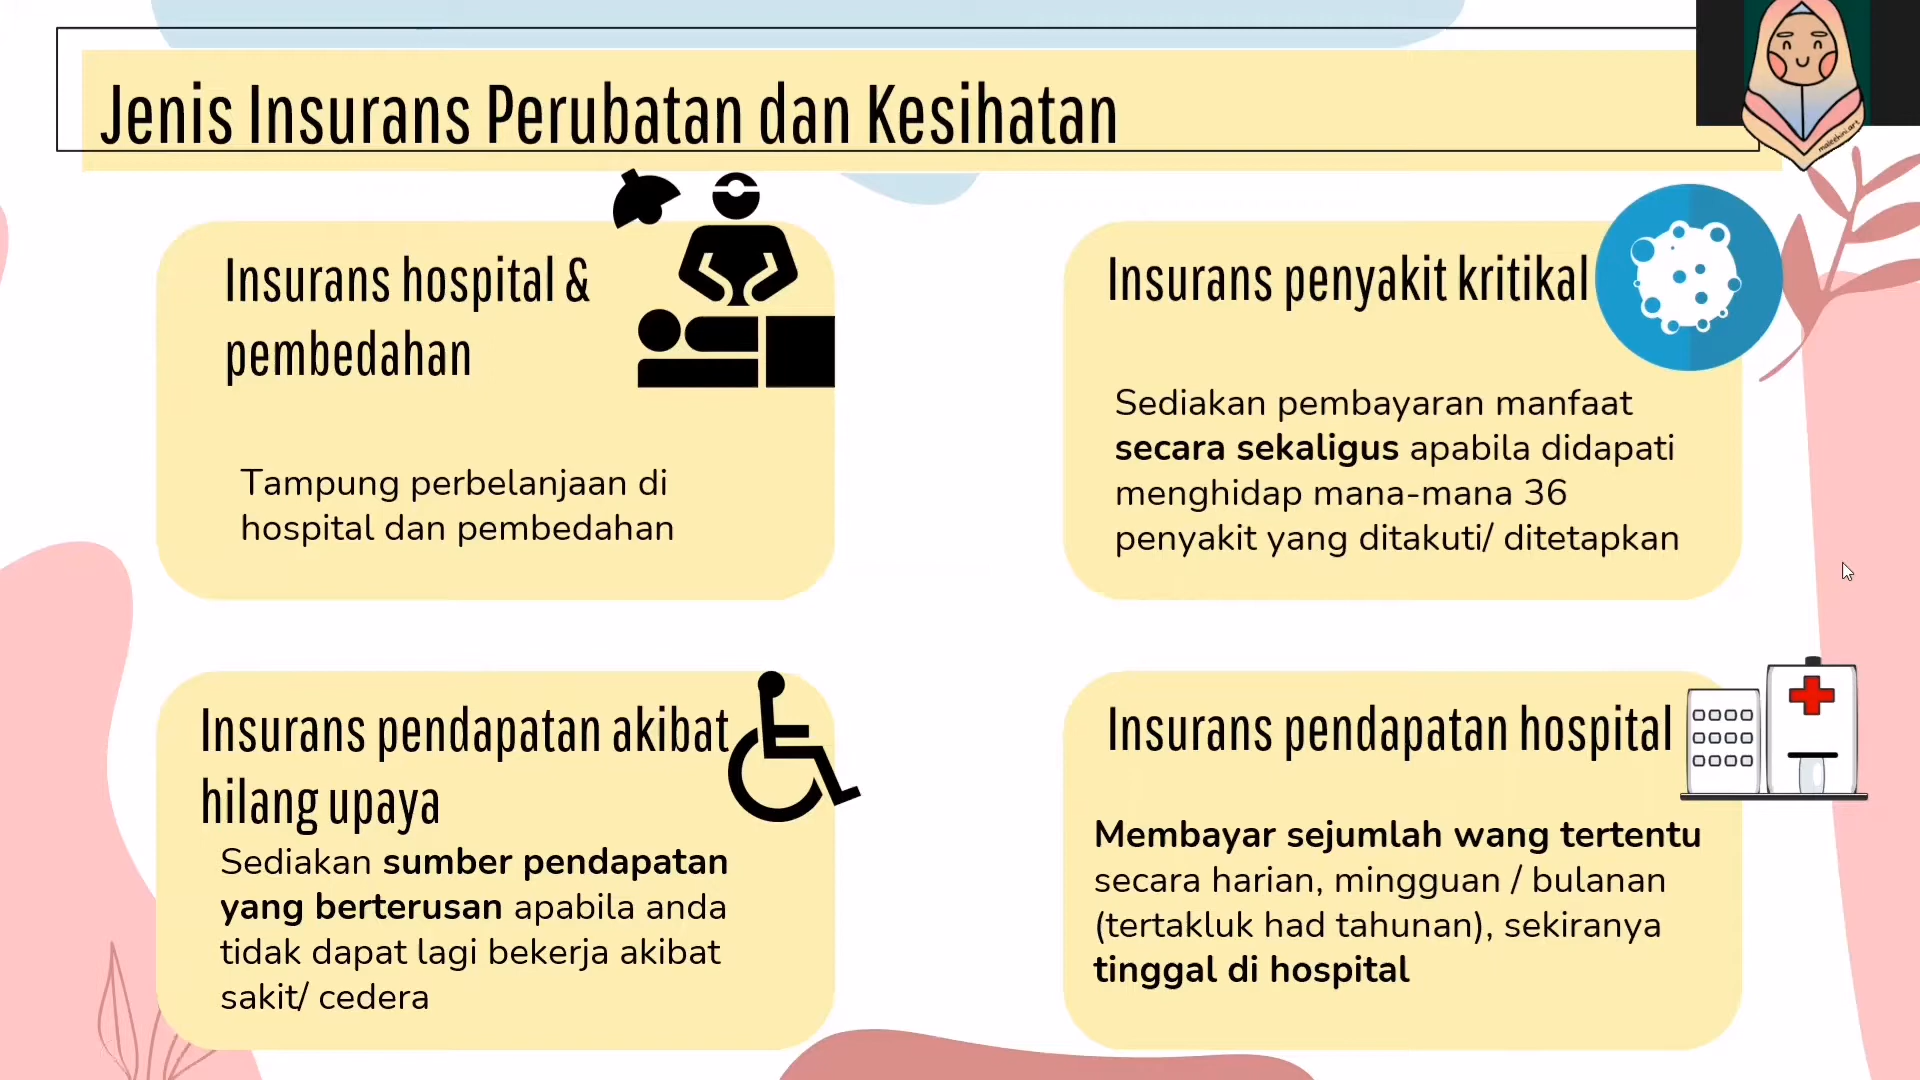 Jenis Insurans Perubatan dan Kesihatan
Insurans hospital &
pembedahan
Tampung perbelanjaan di
hospital dan pembedahan
Insurans penyakit kritikal
Sediakan pembayaran manfaat
secara sekaligus apabila didapati
menghidap mana-mana 36
penyakit yang ditakuti/ ditetapkan
Insurans pendapatan akibat
hilang upaya
Sediakan sumber pendapatan
yang berterusan apabila anda
tidak dapat lagi bekerja akibat
sakit/ cedera
Insurans pendapatan hospital
Membayar sejumlah wang tertentu
secara harian, mingguan / bulanan
(tertakluk had tahunan), sekiranya
tinggal di hospital